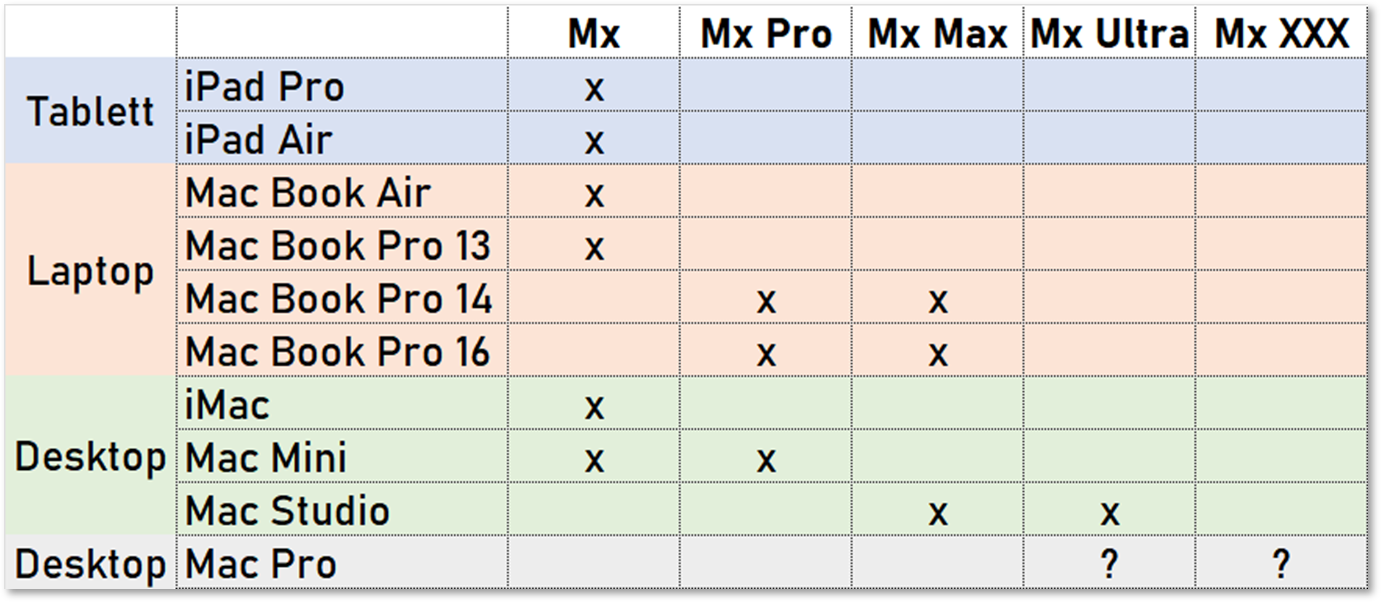 Mx Mx Pro Mx Max Mx Ultra Mx XXX
Tablett
iPad Pro x
iPad Air x
Laptop
Mac Book Air x
Mac Book Pro 13 x
Mac Book Pro 14 x x
Mac Book Pro 16 x x
Desktop
iMac x
Mac Mini x x
Mac Studio x x
Desktop Mac Pro ? ?